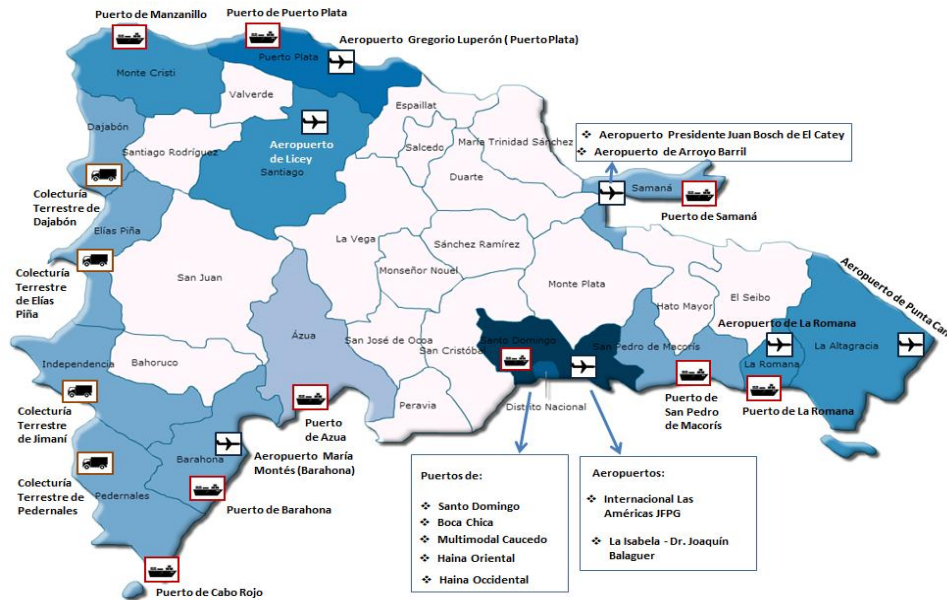 Puerto de Manzanillo
Puerto de Puerto Plata
Aeropuerto Gregorio Luperón ( Puerto Plata)
Puerto Plata
Monte Cristi
Valverde
Espaillat
Dajabón
Santiago Rodríguez
Aeropuerto
de Licey
Santiago
Salcedo
María Trinidad Sánchez
Duarte
❖ Aeropuerto Presidente Juan Bosch de El Catey
❖ Aeropuerto de Arroyo Barril
Samaná
Puerto de Samaná
Colecturía
Terrestre de
Dajabón
Elías Piña
Colecturía
Terrestre
de Elías
Piña
San Juan
La Vega
Sánchez Ramírez
Monseñor Nouel
Monte Plata
Hato Mayor
El Seibo
Aeropuerto de Punta Can
Ázua
San José de Ocoa
San Cristóbal
Santo Domingo
San Pedro de Macorís
Aeropuerto de La Romana
La Altagracia
La Romana
Independencia
Bahoruco
Peravia
Distrito Nacional
Puerto de
San Pedro
de Macorís
Puerto de La Romana
Colecturía
Terrestre
de Jimaní
Puerto
de Azua
Barahona
Aeropuerto María
Montés (Barahona)
Colecturía
Terrestre de
Pedernales
Pedernales
Puerto de Barahona
Puerto de Cabo Rojo
Puertos de:
❖ Santo Domingo
❖ Boca Chica
❖ Multimodal Caucedo
❖ Haina Oriental
❖ Haina Occidental
Aeropuertos:
❖ Internacional Las
Américas JFPG
❖ La Isabela - Dr. Joaquín
Balaguer